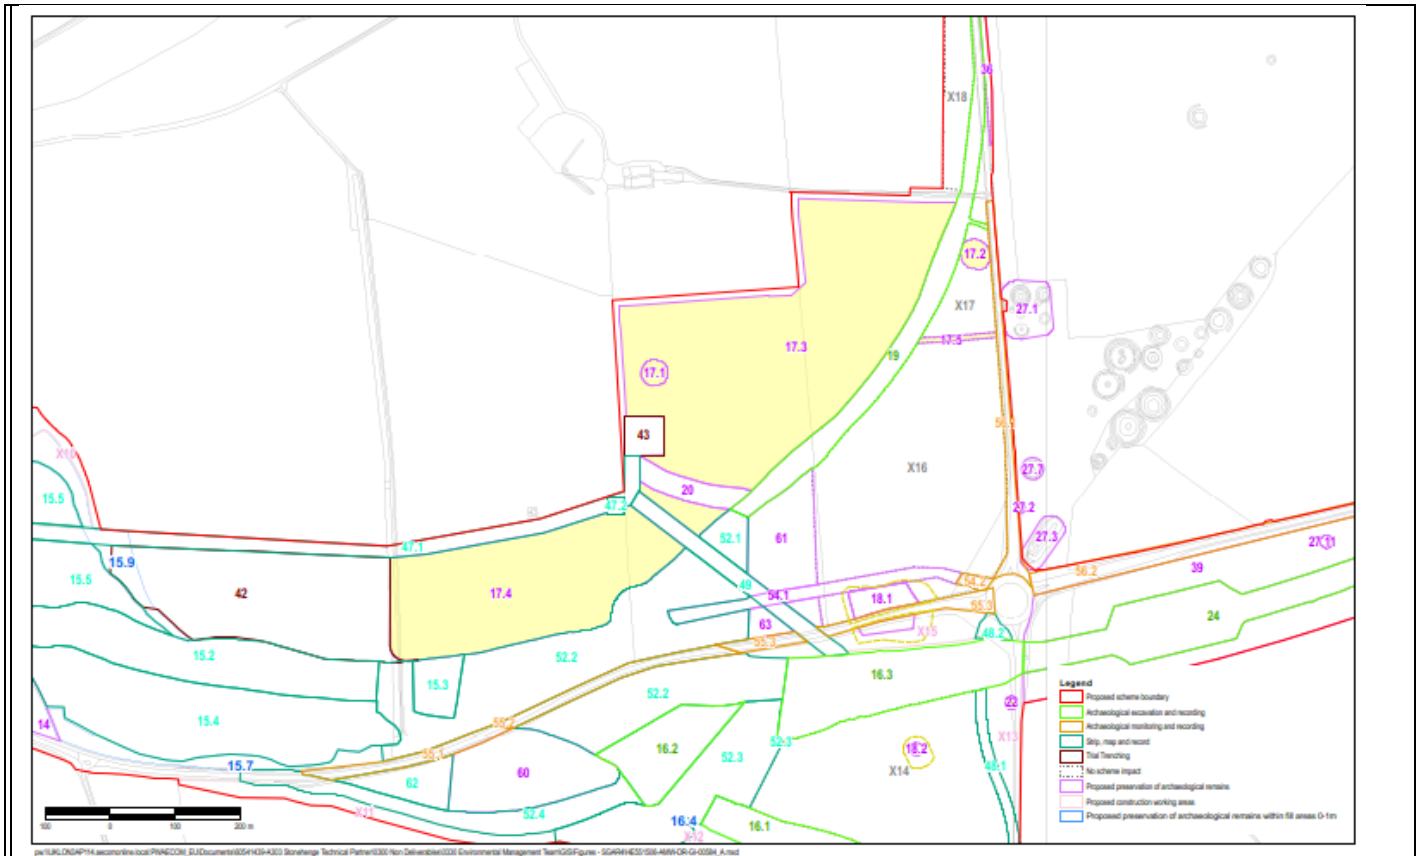 36
X18
17.2
27.1
X17
17.3
17.5
19
17.1
56.1
43
X16
X10
27.7
20
15.5
47.2
27.2
27.3
52.1
61
27.11
47.1
15.9
39
56.2
15.5
54.2
49
42
17.4
54.1
18.1
55.3
24
63
X15
48.2
55.3
15.2
52.2
16.3
15.3
52.2
22
14
15.4
55.2
X13
52.3
16.2
18.2
55.1
52.3
15.7
60
X14
48.1
62
X11
52.4
16.4
16.1
X12
Legend
Proposed scheme boundary
Archaeological excavation and recording
Archaeological monitoring and recording
Strip, map and record
Trial Trenching
No scheme impact
Proposed preservation of archaeological remains
Proposed construction working areas
Proposed preservation of archaeological remains within fill areas 0-1m
100 0 100 200 m